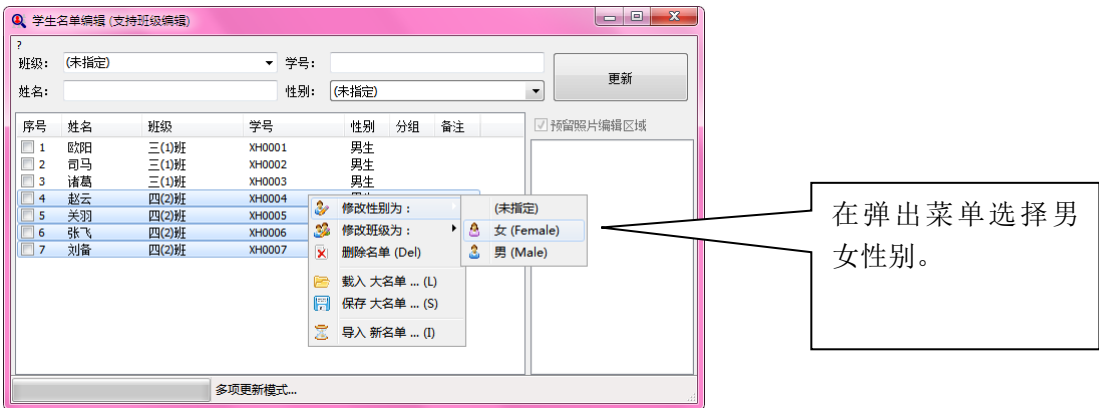 学生名单编辑 (支持班级编辑)
?
班级: (未指定) 学号:
更新
姓名: 性别: (未指定)
序号 姓名 班级 学号 性别 分组 备注
预留照片编辑区域
1 欧阳 三(1)班 XH0001 男生
2 司马 三(1)班 XH0002 男生
3 诸葛 三(1)班 XH0003 男生
4 赵云 四(2)班 XH0004
5 关羽 四(2)班 XH0005
6 张飞 四(2)班 XH0006
7 刘备 四(2)班 XH0007
修改性别为:
修改班级为:
删除名单 (Del)
载入 大名单 ... (L)
保存 大名单 ... (S)
导入 新名单 ... (I)
(未指定)
女 (Female)
男 (Male)
在弹出菜单选择男
女性别。
多项更新模式...